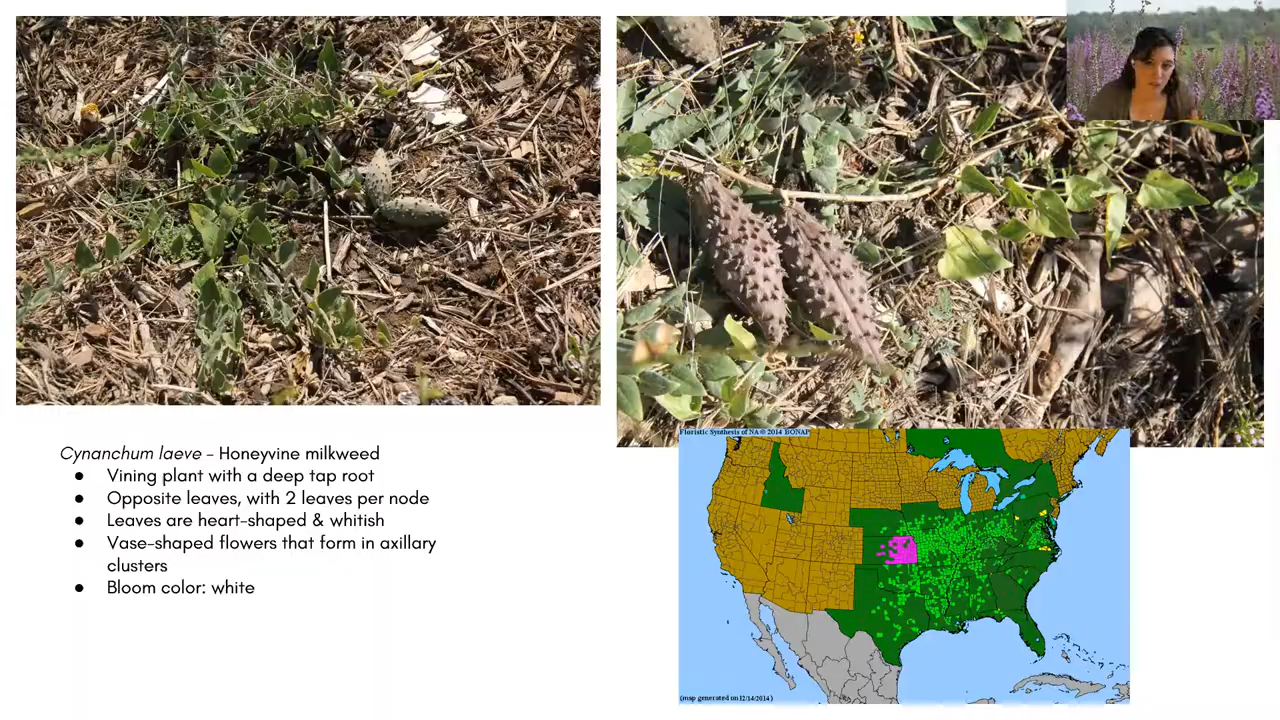 Cynanchum laeve – Honeyvine milkweed
● Vining plant with a deep tap root
● Opposite leaves, with 2 leaves per node
● Leaves are heart-shaped & whitish
● Vase-shaped flowers that form in axillary
clusters
● Bloom color: white
Floristic Synthesis of NA © 2014 BONAP
(map generated on 12/14/2014)